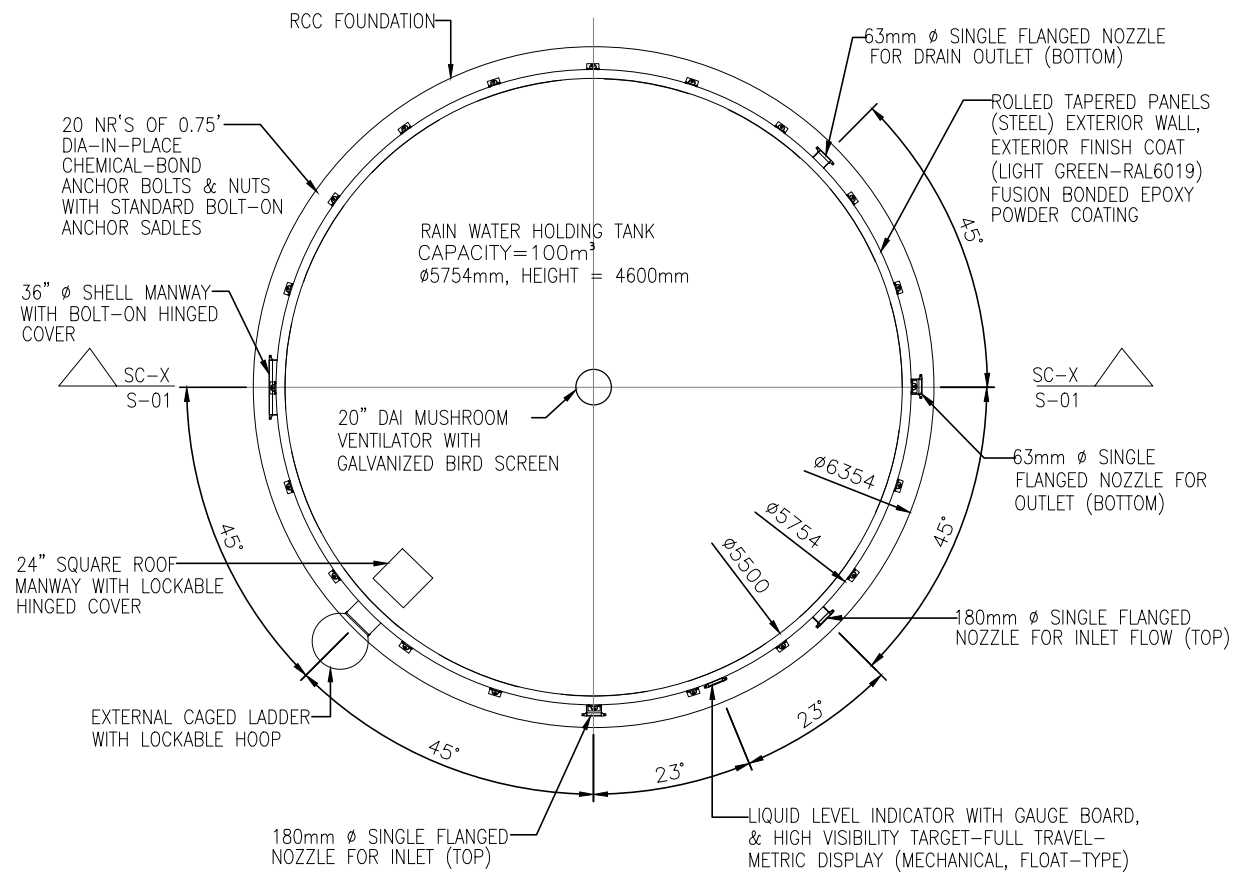 RCC FOUNDATION
63mm ø SINGLE FLANGED NOZZLE
FOR DRAIN OUTLET (BOTTOM)
20 NR'S OF 0.75'
DIA-IN-PLACE
CHEMICAL-BOND
ANCHOR BOLTS & NUTS
WITH STANDARD BOLT-ON
ANCHOR SADLES
ROLLED TAPERED PANELS
(STEEL) EXTERIOR WALL,
EXTERIOR FINISH COAT
(LIGHT GREEN-RAL6019)
FUSION BONDED EPOXY
POWDER COATING
45°
RAIN WATER HOLDING TANK
CAPACITY=100m³
ø5754mm, HEIGHT = 4600mm
36" ø SHELL MANWAY
WITH BOLT-ON HINGED
COVER
SC-X
S-01
SC-X
S-01
20" DAI MUSHROOM
VENTILATOR WITH
GALVANIZED BIRD SCREEN
63mm ø SINGLE
FLANGED NOZZLE FOR
OUTLET (BOTTOM)
ø6354
ø5754
ø5500
45°
45°
24" SQUARE ROOF
MANWAY WITH LOCKABLE
HINGED COVER
180mm ø SINGLE FLANGED
NOZZLE FOR INLET FLOW (TOP)
EXTERNAL CAGED LADDER
WITH LOCKABLE HOOP
45°
23°
23°
180mm ø SINGLE FLANGED
NOZZLE FOR INLET (TOP)
LIQUID LEVEL INDICATOR WITH GAUGE BOARD,
& HIGH VISIBILITY TARGET-FULL TRAVEL-
METRIC DISPLAY (MECHANICAL, FLOAT-TYPE)